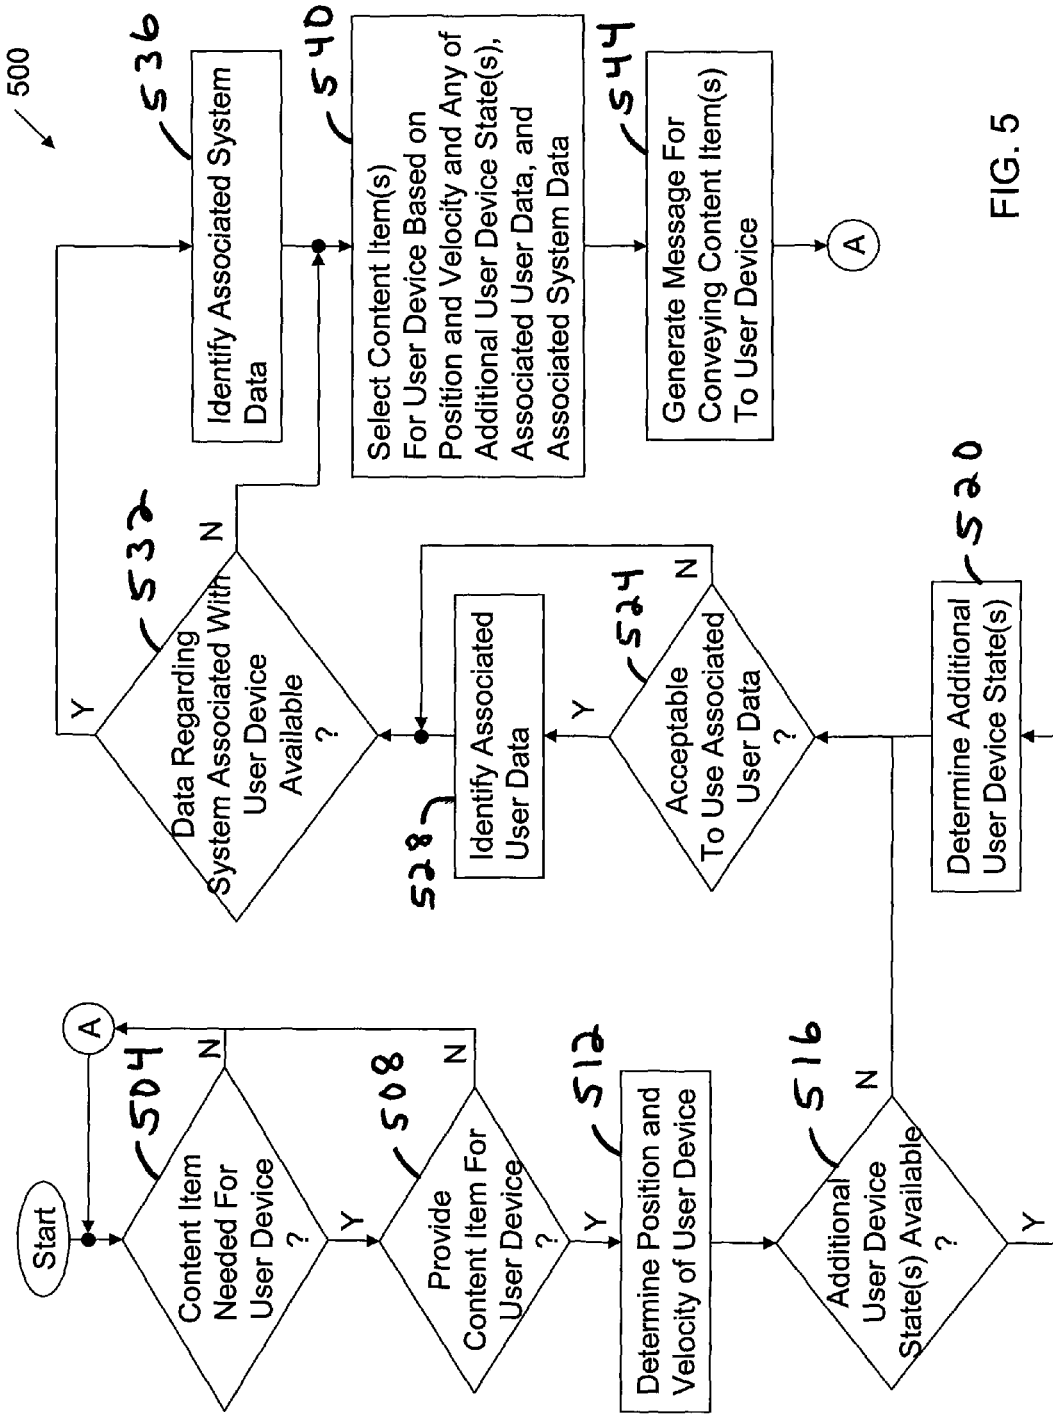 500
Start
A
504
Content Item
Needed For
User Device
?
N
Y
508
Provide
Content Item For
User Device
?
N
Y
512
Determine Position and
Velocity of User Device
516
Additional
User Device
State(s) Available
?
N
Y
520
Determine Additional
User Device State(s)
524
Acceptable
To Use Associated
User Data
?
N
Y
528
Identify Associated
User Data
532
Data Regarding
System Associated With
User Device
Available
?
N
Y
536
Identify Associated System
Data
540
Select Content Item(s)
For User Device Based on
Position and Velocity and Any of
Additional User Device State(s),
Associated User Data, and
Associated System Data
544
Generate Message For
Conveying Content Item(s)
To User Device
A
FIG. 5